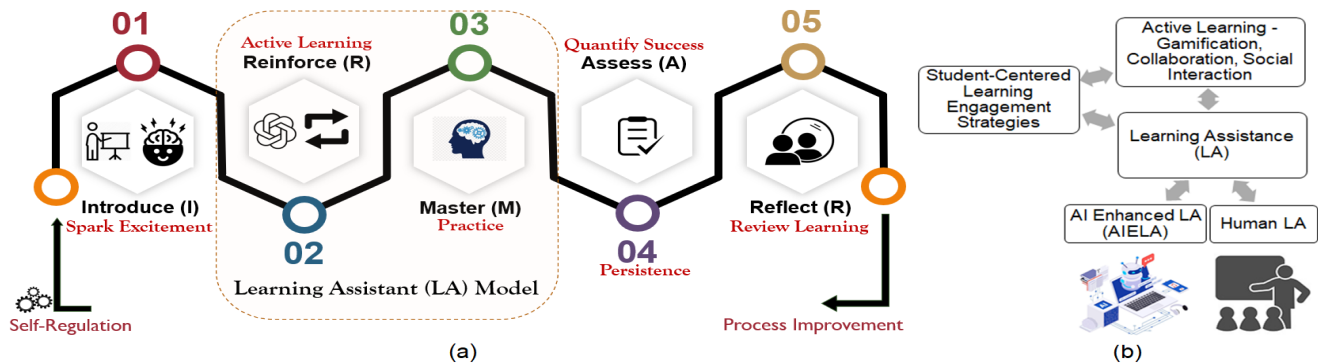 01
Introduce (I)
Spark Excitement
Active Learning
Reinforce (R)
02
03
Master (M)
Practice
Learning Assistant (LA) Model
Quantify Success
Assess (A)
04
Persistence
05
Reflect (R)
Review Learning
Self-Regulation
Process Improvement
(a)
Active Learning -
Gamification,
Collaboration, Social
Interaction
Student-Centered
Learning
Engagement
Strategies
Learning Assistance
(LA)
AI Enhanced LA
(AIELA)
Human LA
(b)